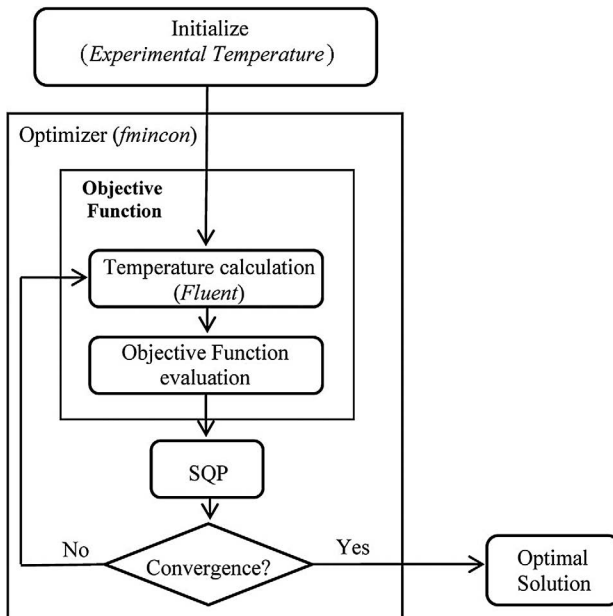 Initialize
(Experimental Temperature)
Optimizer (fmincon)
Objective
Function
Temperature calculation
(Fluent)
Objective Function
evaluation
SQP
No
Convergence?
Yes
Optimal
Solution